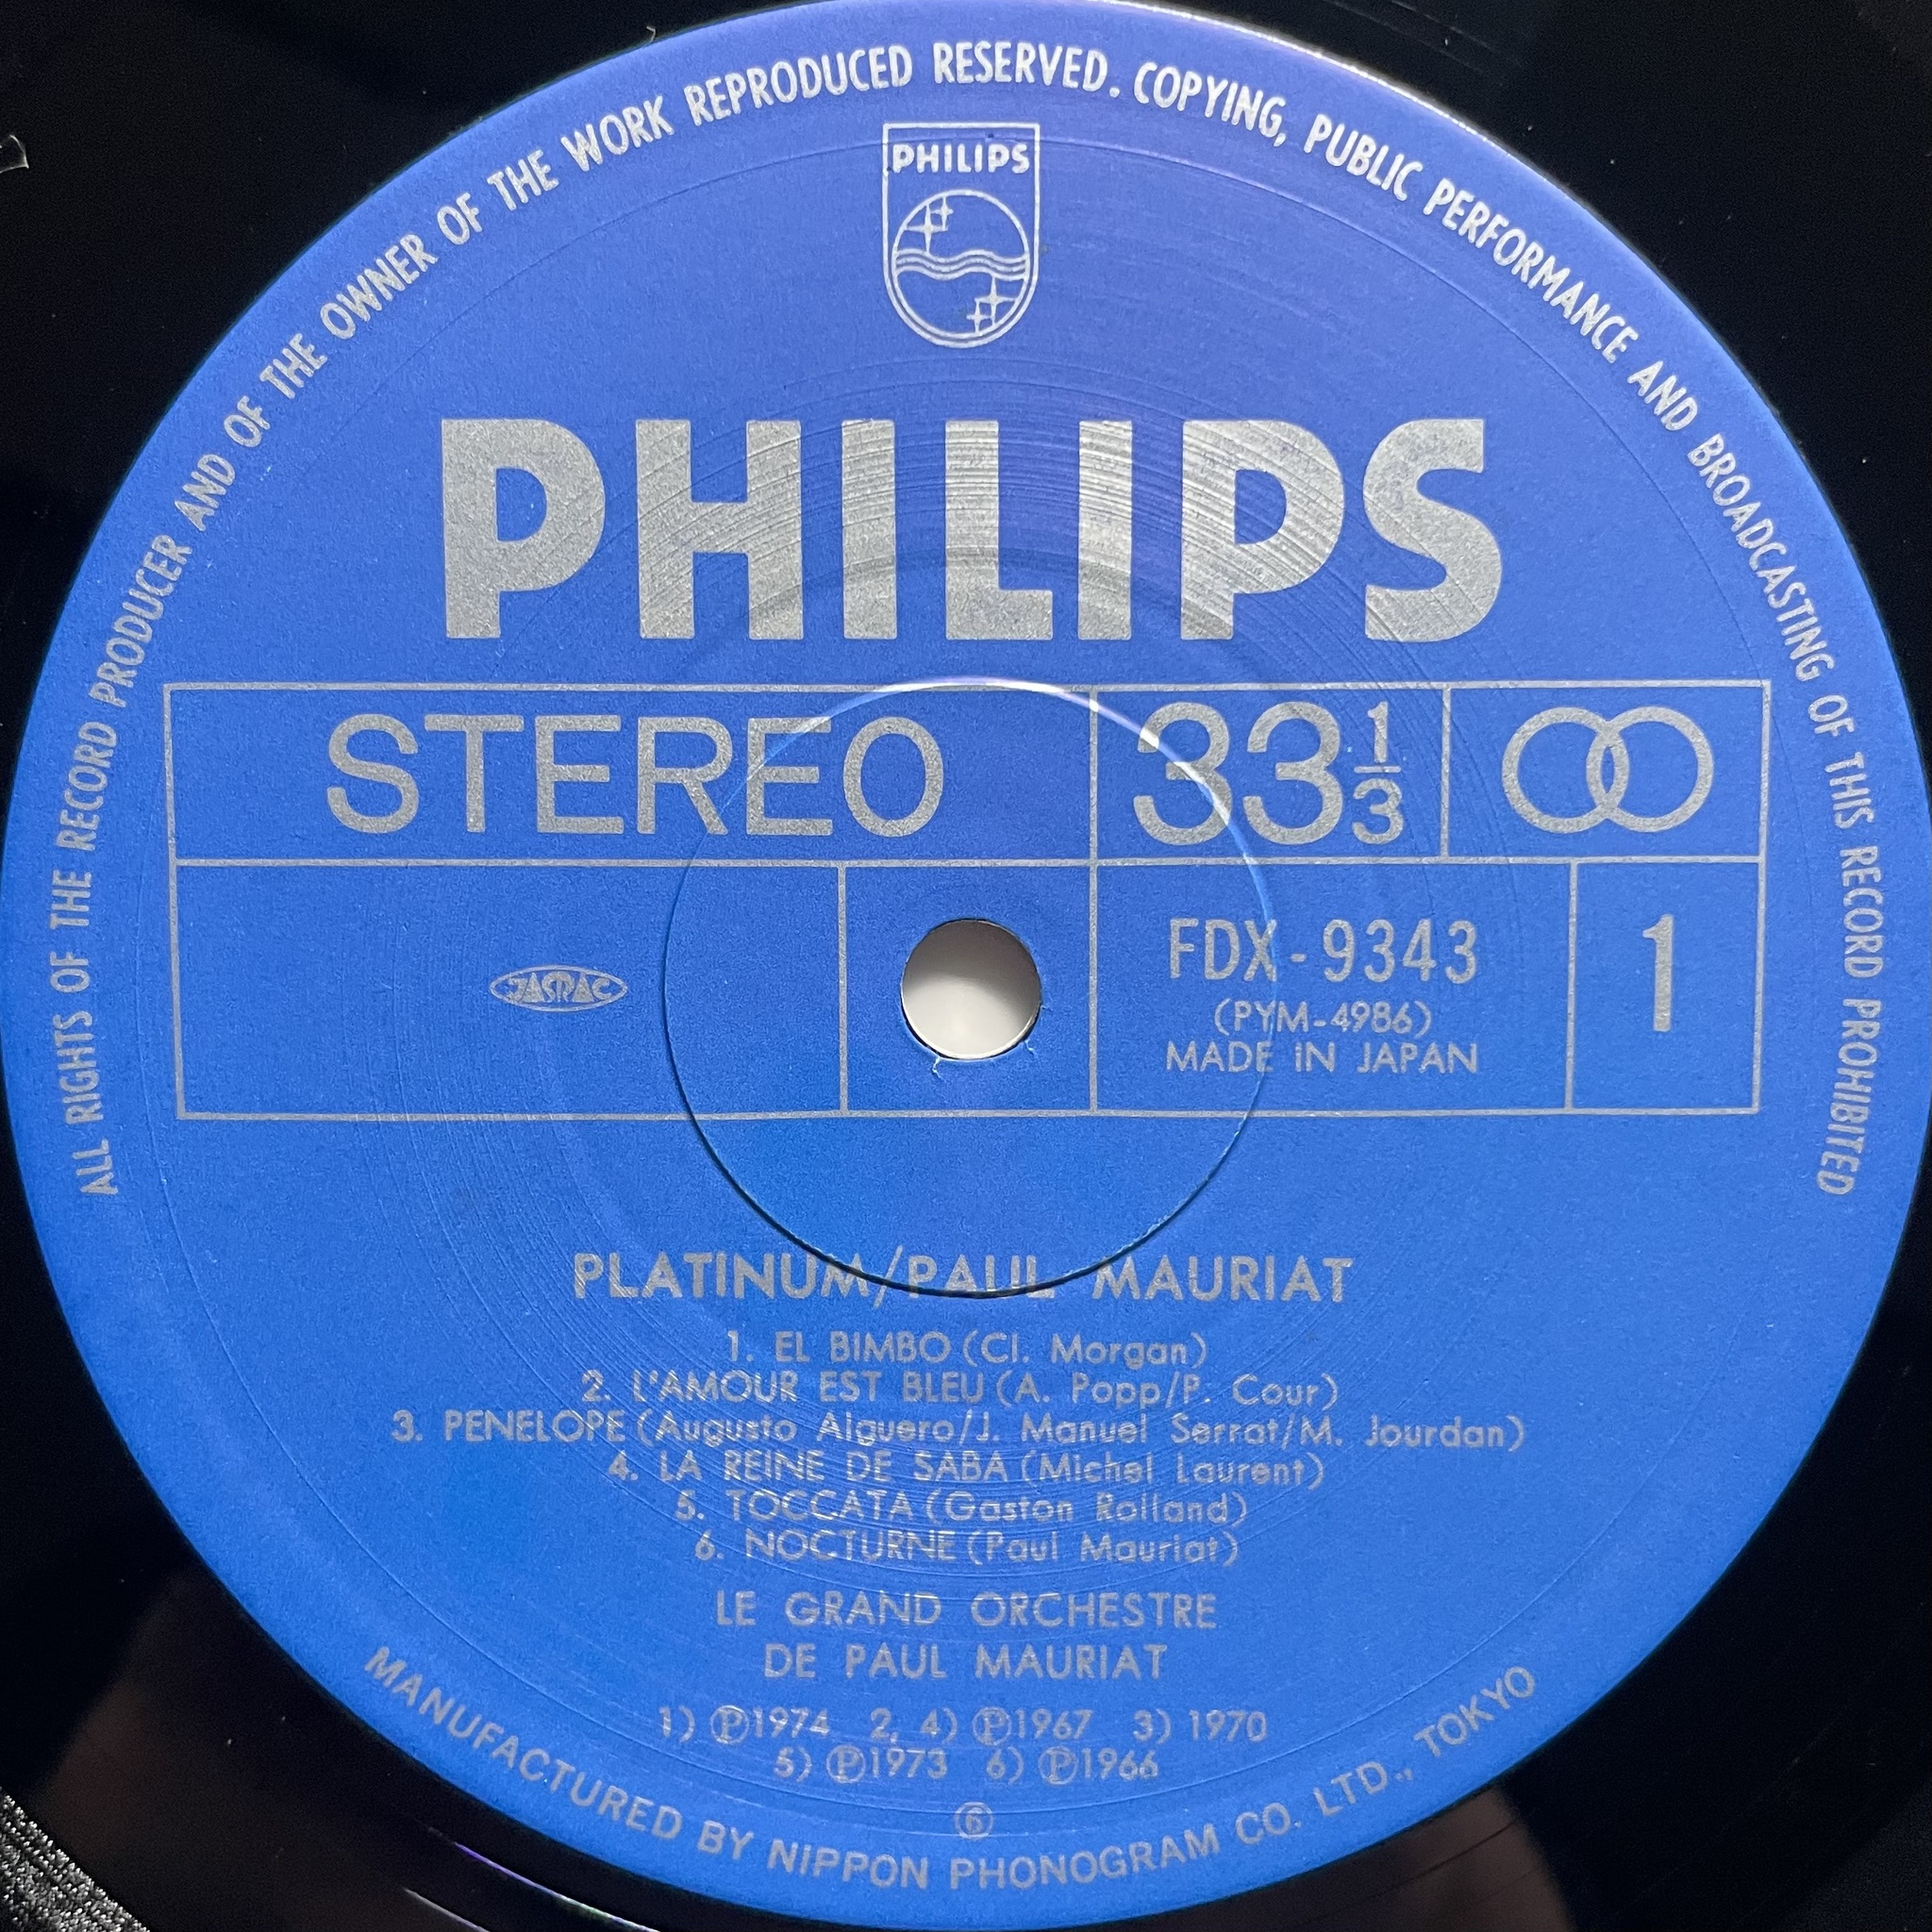 ALL RIGHTS OF THE RECORD PRODUCER AND OF THE OWNER OF THE WORK REPRODUCED RESERVED. COPYING, PUBLIC PERFORMANCE AND BROADCASTING OF THIS RECORD PROHIBITED
PHILIPS
PHILIPS
STEREO 33 1/3
JASRAC
FDX-9343 1
(PYM-4986)
MADE IN JAPAN
PLATINUM/PAUL MAURIAT
1. EL BIMBO (Cl. Morgan)
2. L'AMOUR EST BLEU (A. Popp/P. Cour)
3. PENELOPE (Augusto Alguero/J. Manuel Serrat/M. Jourdan)
4. LA REINE DE SABA (Michel Laurent)
5. TOCCATA (Gaston Rolland)
6. NOCTURNE (Paul Mauriat)
LE GRAND ORCHESTRE
DE PAUL MAURIAT
1) ℗1974 2, 4) ℗1967 3) 1970
5) ℗1973 6) ℗1966
⑥
MANUFACTURED BY NIPPON PHONOGRAM CO. LTD., TOKYO